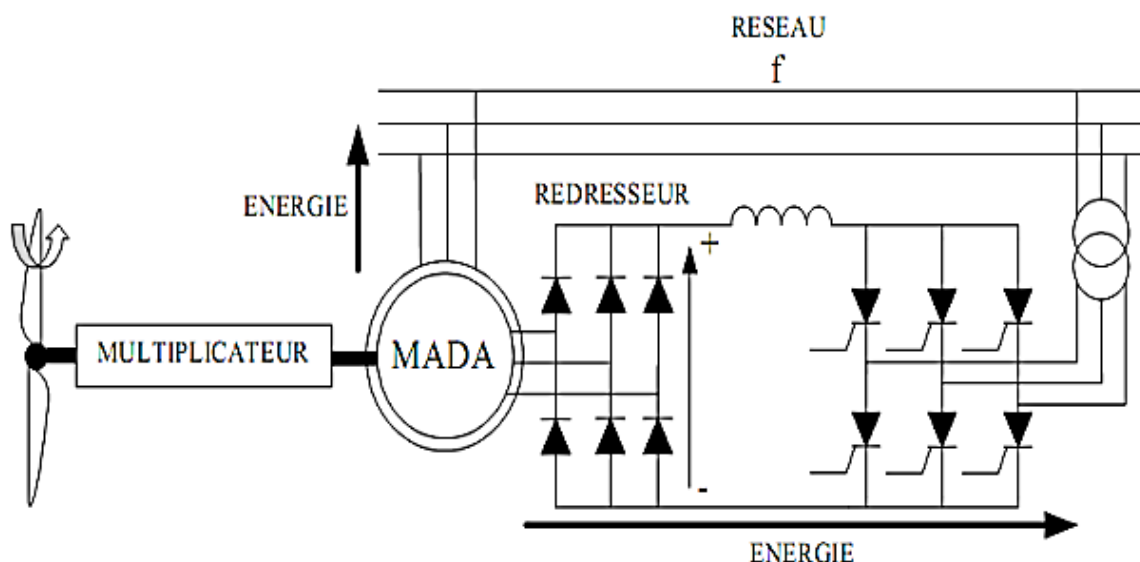 RESEAU
f
ENERGIE
REDRESSEUR
+
MULTIPLICATEUR
MADA
-
ENERGIE